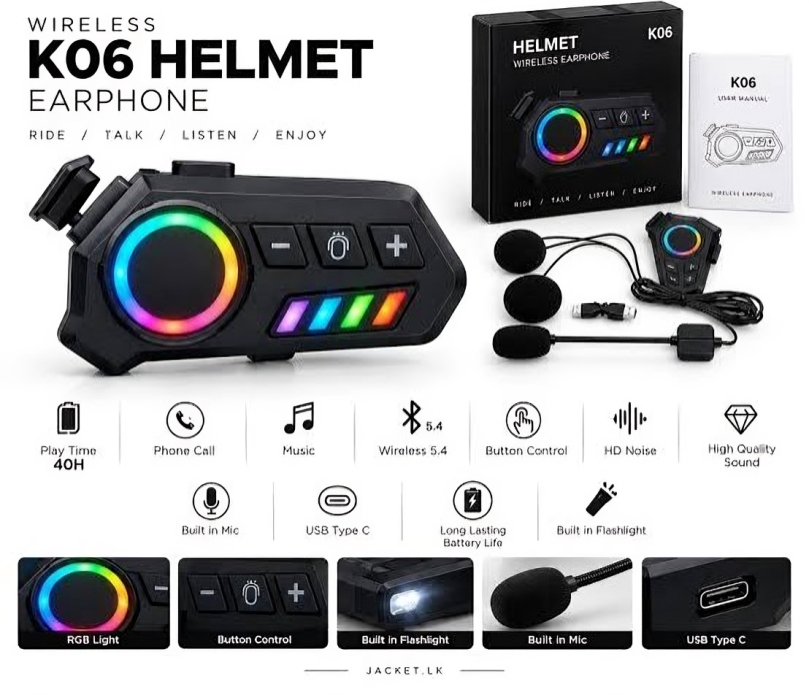 WIRELESS
K06 HELMET
EARPHONE
RIDE / TALK / LISTEN / ENJOY
HELMET
WIRELESS EARPHONE
K06
RIDE / TALK / LISTEN / ENJOY
K06
USER MANUAL
WIRELESS EARPHONE
Play Time
40H
Phone Call
Music
5.4
Wireless 5.4
Button Control
HD Noise
High Quality
Sound
Built in Mic
USB Type C
Long Lasting
Battery Life
Built in Flashlight
RGB Light
Button Control
Built in Flashlight
Built in Mic
USB Type C
JACKET.LK